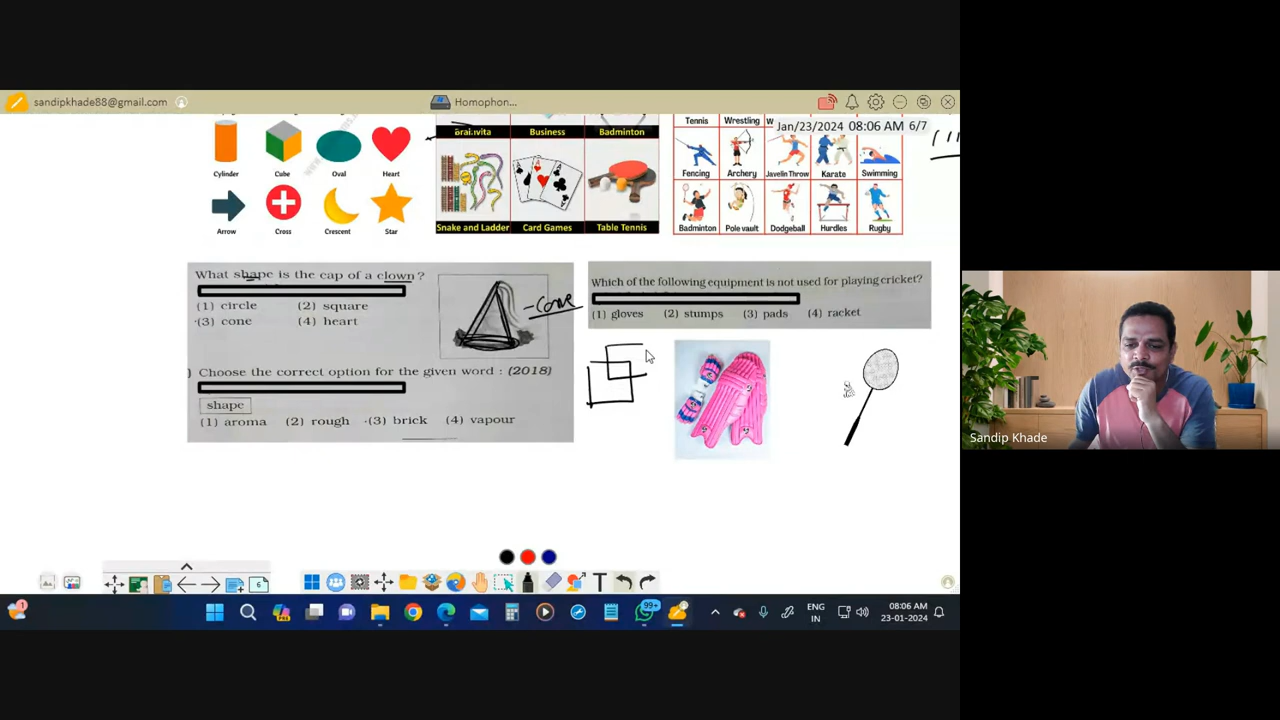 sandipkhade88@gmail.com
Homophon...
Jan/23/2024 08:06 AM 6/7
Cylinder
Cube
Oval
Heart
Arrow
Cross
Crescent
Star
Brainvita
Business
Badminton
Snake and Ladder
Card Games
Table Tennis
Tennis
Wrestling
Fencing
Archery
Javelin Throw
Karate
Swimming
Badminton
Pole vault
Dodgeball
Hurdles
Rugby
What shape is the cap of a clown?
(1) circle (2) square
(3) cone (4) heart
-Cone
) Choose the correct option for the given word : (2018)
shape
(1) aroma (2) rough (3) brick (4) vapour
Which of the following equipment is not used for playing cricket?
(1) gloves (2) stumps (3) pads (4) racket
Sandip Khade
6
T
1
99+
ENG
IN
08:06 AM
23-01-2024